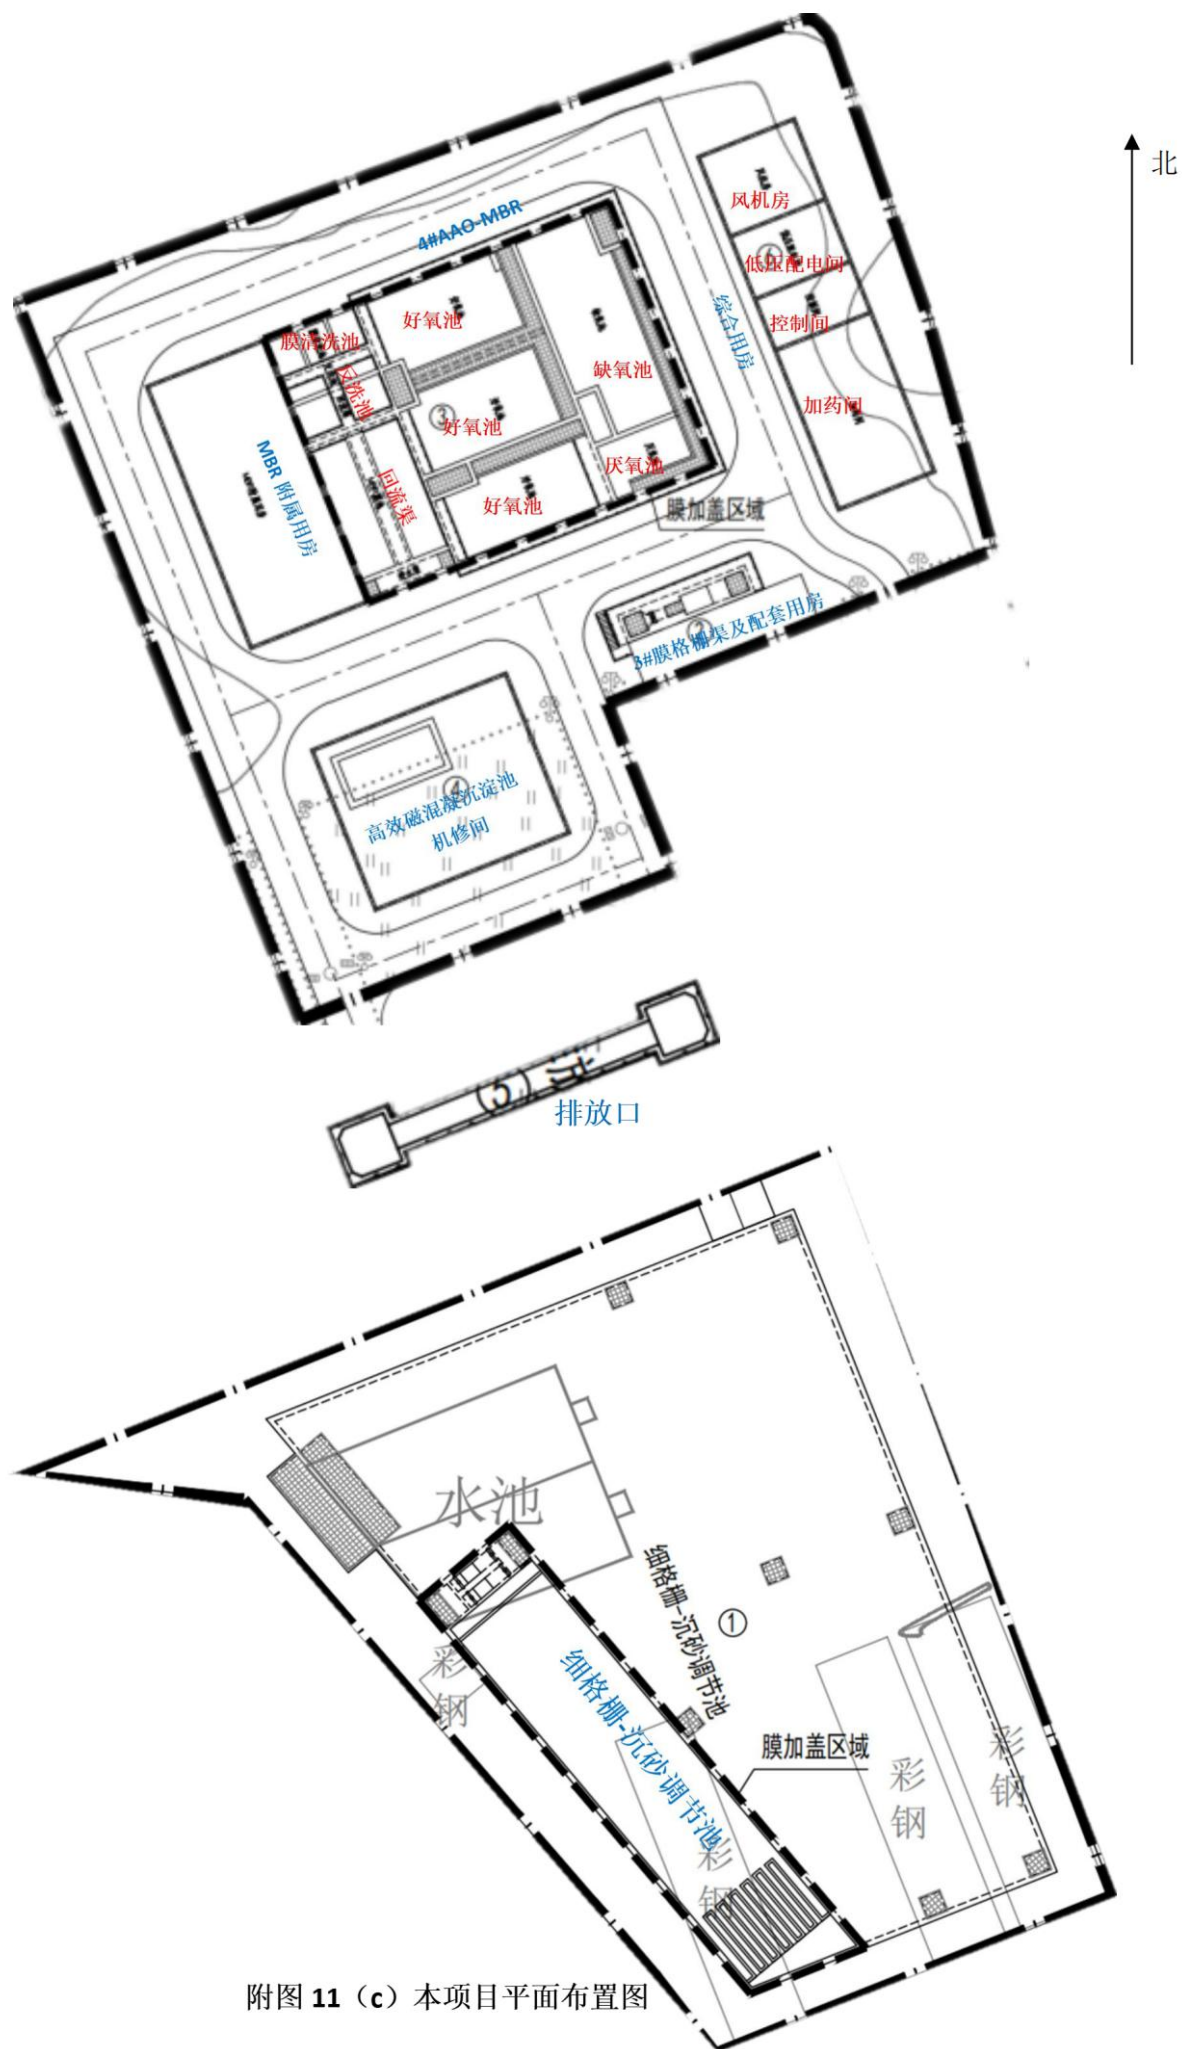 北
风机房
4#AAO-MBR
低压配电间
⑥
控制间
综合用房
膜清洗池
好氧池
反洗池
缺氧池
加药间
③
好氧池
MBR 附属用房
回流渠
厌氧池
好氧池
膜加盖区域
②
3#膜格栅渠及配套用房
④
高效磁混凝沉淀池
机修间
⑤
排放口
水池
细格栅-沉砂调节池
①
彩钢
细格栅-沉砂调节池
膜加盖区域
彩钢
彩钢
彩钢
附图 11（c）本项目平面布置图